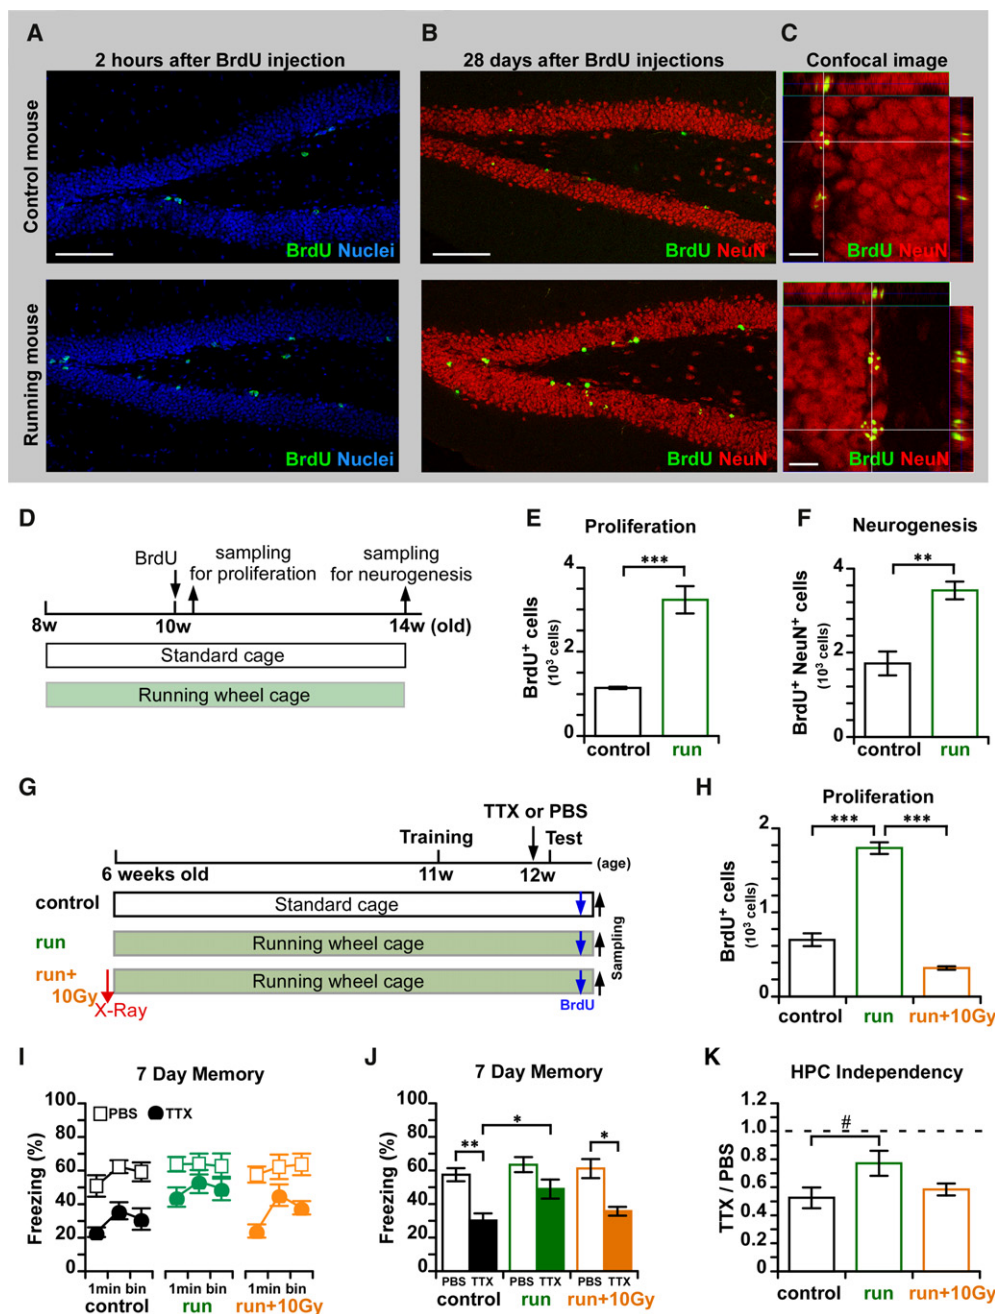 A
B
C
2 hours after BrdU injection
28 days after BrdU injections
Confocal image
Control mouse
BrdU Nuclei
BrdU NeuN
BrdU NeuN
Running mouse
BrdU Nuclei
BrdU NeuN
BrdU NeuN
D
BrdU
sampling for proliferation
sampling for neurogenesis
8w
10w
14w (old)
Standard cage
Running wheel cage
E
Proliferation
BrdU+ cells
(10³ cells)
4
2
0
***
control
run
F
Neurogenesis
BrdU+ NeuN+ cells
(10³ cells)
4
2
0
**
control
run
G
TTX or PBS
Training
Test
6 weeks old
11w
12w
(age)
control
Standard cage
run
Running wheel cage
run+
10Gy
Running wheel cage
X-Ray
BrdU
Sampling
H
Proliferation
BrdU+ cells
(10³ cells)
2
1
0
***
***
control
run
run+10Gy
I
7 Day Memory
Freezing (%)
100
80
60
40
20
0
PBS
TTX
1min bin
1min bin
1min bin
control
run
run+10Gy
J
7 Day Memory
Freezing (%)
100
80
60
40
20
0
**
*
*
PBS TTX
PBS TTX
PBS TTX
control
run
run+10Gy
K
HPC Independency
TTX / PBS
1.2
1.0
0.8
0.6
0.4
0.2
0
#
control
run
run+10Gy